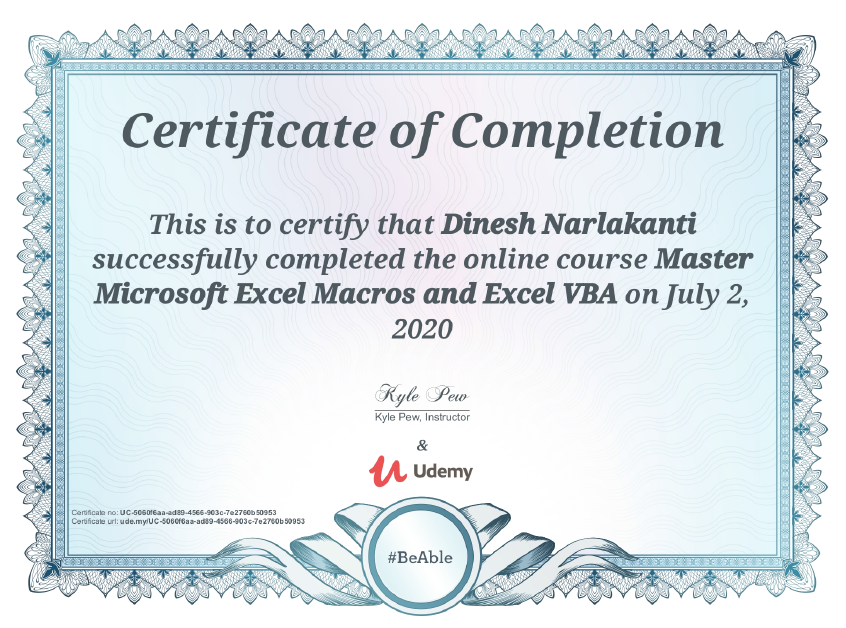 Certificate of Completion
This is to certify that Dinesh Narlakanti
successfully completed the online course Master
Microsoft Excel Macros and Excel VBA on July 2,
2020
Kyle Pew
Kyle Pew, Instructor
&
Udemy
Certificate no: UC-5060f6aa-ad89-4566-903c-7e2760b50953
Certificate url: ude.my/UC-5060f6aa-ad89-4566-903c-7e2760b50953
#BeAble